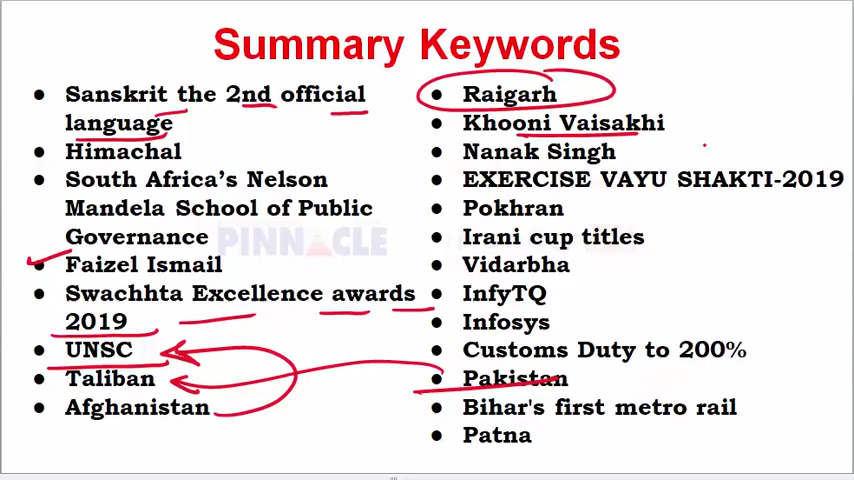 Summary Keywords
● Sanskrit the 2nd official
language
● Himachal
● South Africa's Nelson
Mandela School of Public
Governance
● Faizel Ismail
● Swachhta Excellence awards
2019
● UNSC
● Taliban
● Afghanistan
● Raigarh
● Khooni Vaisakhi
● Nanak Singh
● EXERCISE VAYU SHAKTI-2019
● Pokhran
● Irani cup titles
● Vidarbha
● InfyTQ
● Infosys
● Customs Duty to 200%
● Pakistan
● Bihar's first metro rail
● Patna
PINNACLE